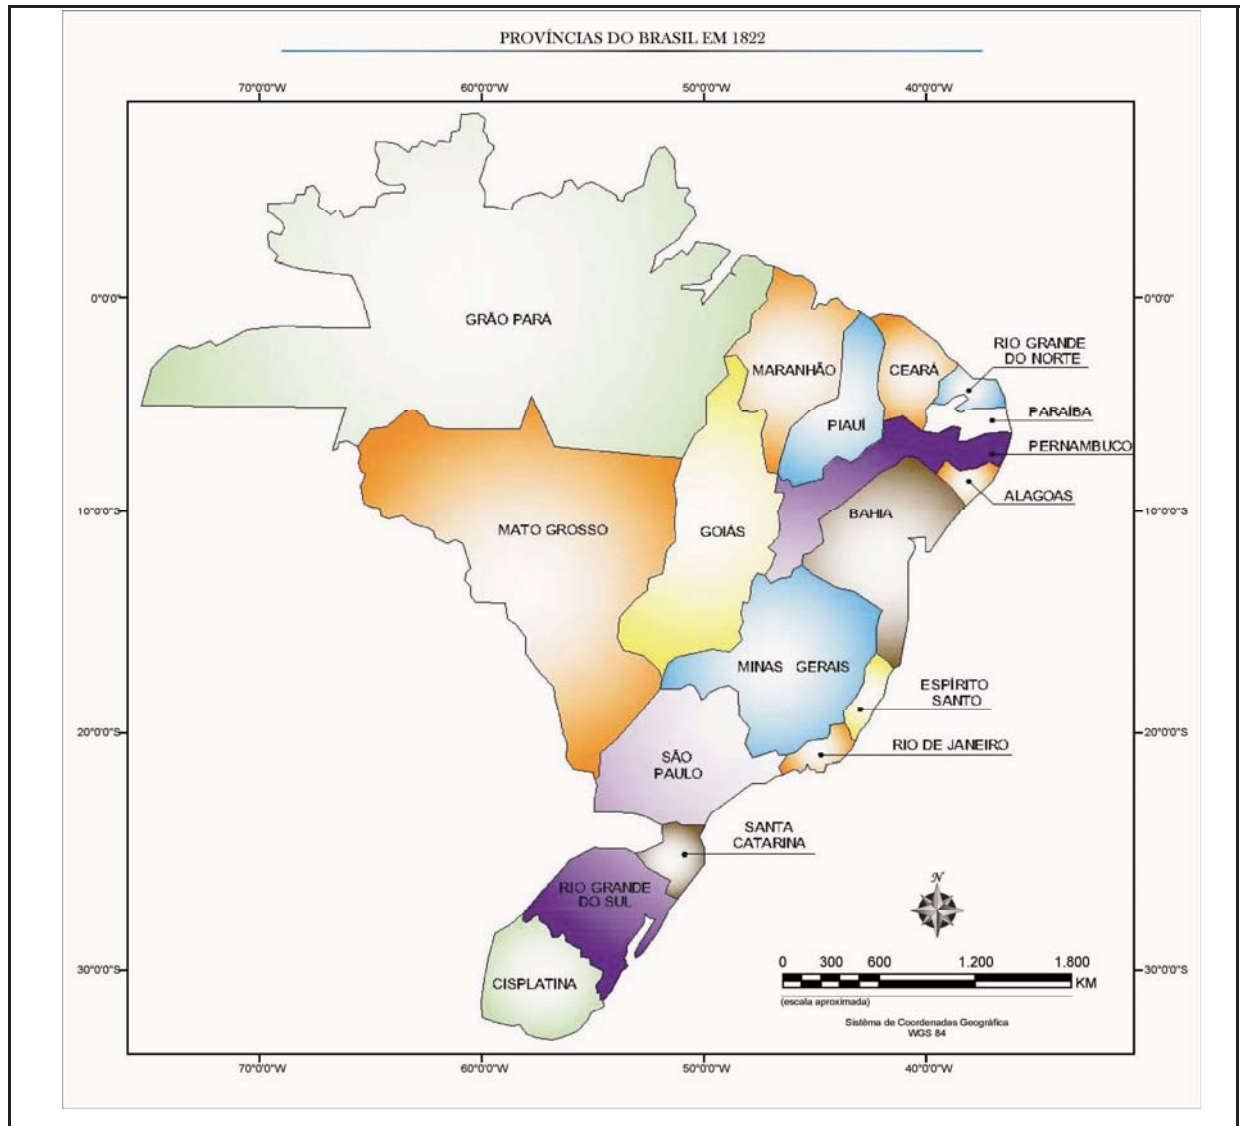 PROVÍNCIAS DO BRASIL EM 1822
70°0'0"W 60°0'0"W 50°0'0"W 40°0'0"W
0°0'0" 0°0'0"
GRÃO PARÁ
RIO GRANDE
DO NORTE
MARANHÃO
CEARÁ
PARAÍBA
PIAUÍ
PERNAMBUCO
ALAGOAS
10°0'0"S 10°0'0"S
BAHIA
MATO GROSSO
GOIÁS
MINAS GERAIS
ESPÍRITO
SANTO
20°0'0"S 20°0'0"S
RIO DE JANEIRO
SÃO
PAULO
SANTA
CATARINA
RIO GRANDE
DO SUL
N
0 300 600 1.200 1.800
KM
30°0'0"S 30°0'0"S
CISPLATINA
(escala aproximada)
Sistêma de Coordenadas Geográfica
WGS 84
70°0'0"W 60°0'0"W 50°0'0"W 40°0'0"W